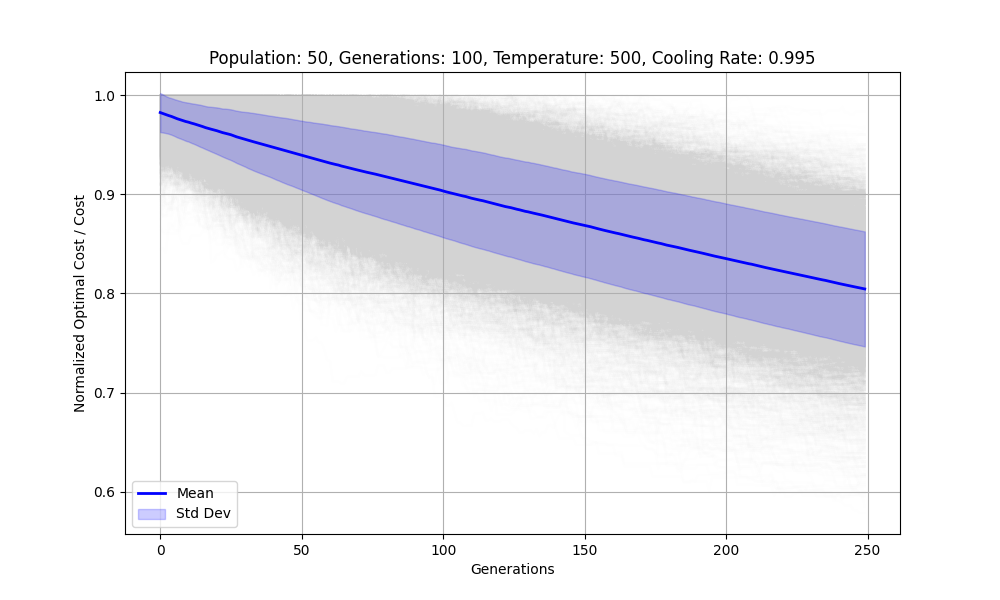 Population: 50, Generations: 100, Temperature: 500, Cooling Rate: 0.995
Normalized Optimal Cost / Cost
1.0
0.9
0.8
0.7
0.6
Mean
Std Dev
0 50 100 150 200 250
Generations